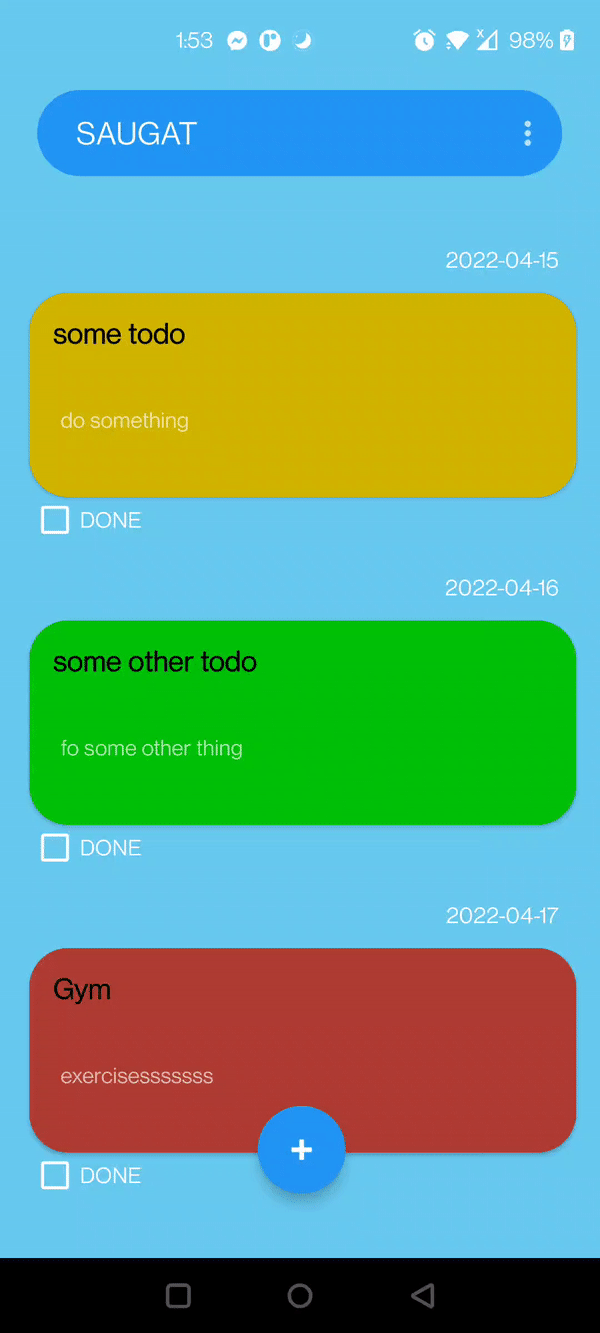 1:53 98%
SAUGAT
2022-04-15
some todo
do something
DONE
2022-04-16
some other todo
fo some other thing
DONE
2022-04-17
Gym
exercisesssssss
+
DONE